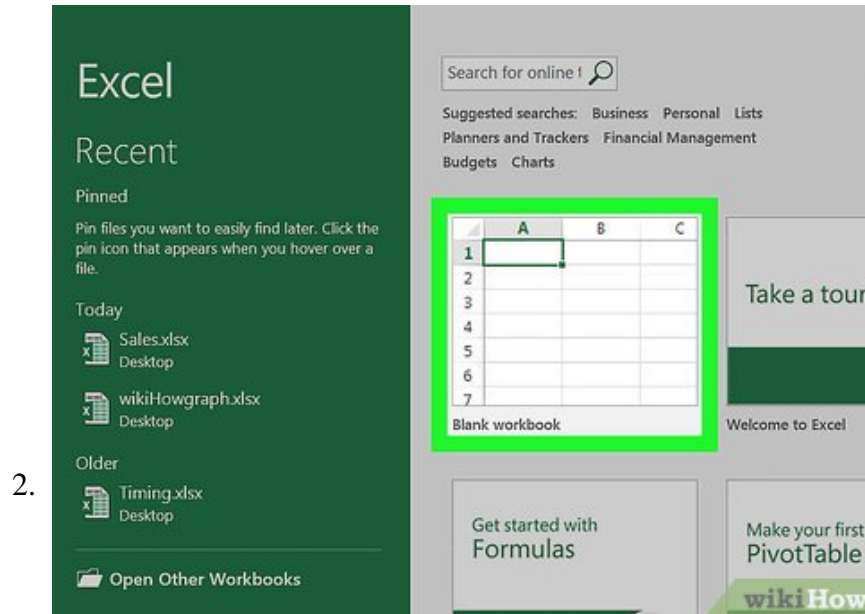 Excel
Recent
Pinned
Pin files you want to easily find later. Click the
pin icon that appears when you hover over a
file.
Today
Sales.xlsx
Desktop
wikiHowgraph.xlsx
Desktop
Older
2.
Timing.xlsx
Desktop
Open Other Workbooks
Search for online
Suggested searches: Business Personal Lists
Planners and Trackers Financial Management
Budgets Charts
A B C
1
2
3
4
5
6
7
Blank workbook
Take a tour
Welcome to Excel
Get started with
Formulas
Make your first
PivotTable
wikiHow